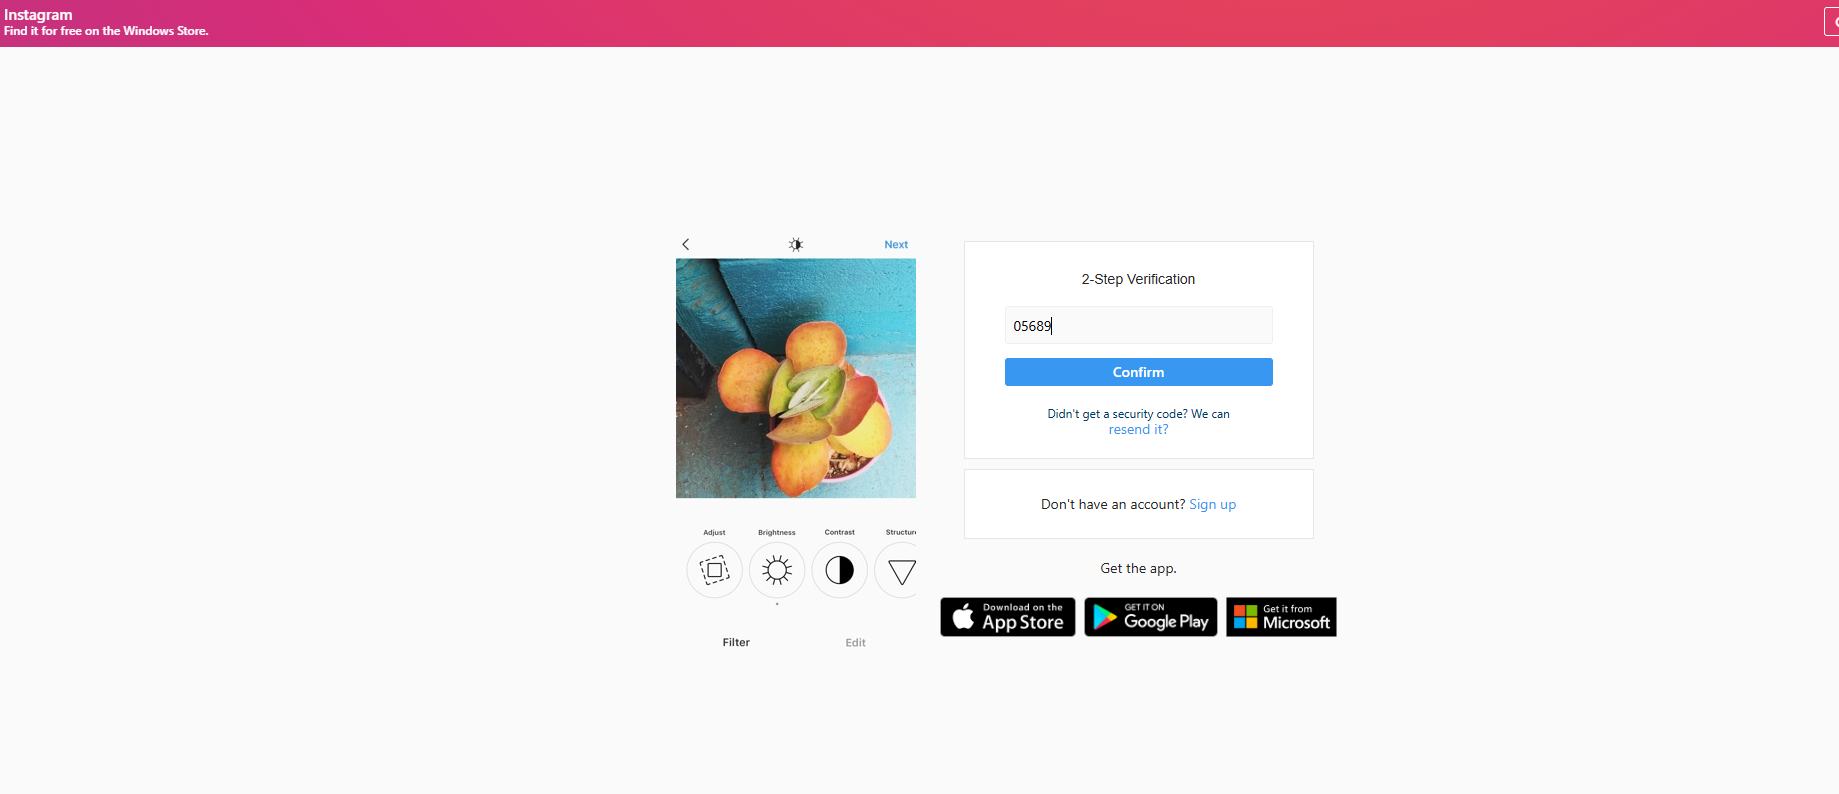 Instagram
Find it for free on the Windows Store.
Next
Adjust
Brightness
Contrast
Structure
Filter
Edit
2-Step Verification
05689
Confirm
Didn't get a security code? We can
resend it?
Don't have an account? Sign up
Get the app.
Download on the
App Store
GET IT ON
Google Play
Get it from
Microsoft